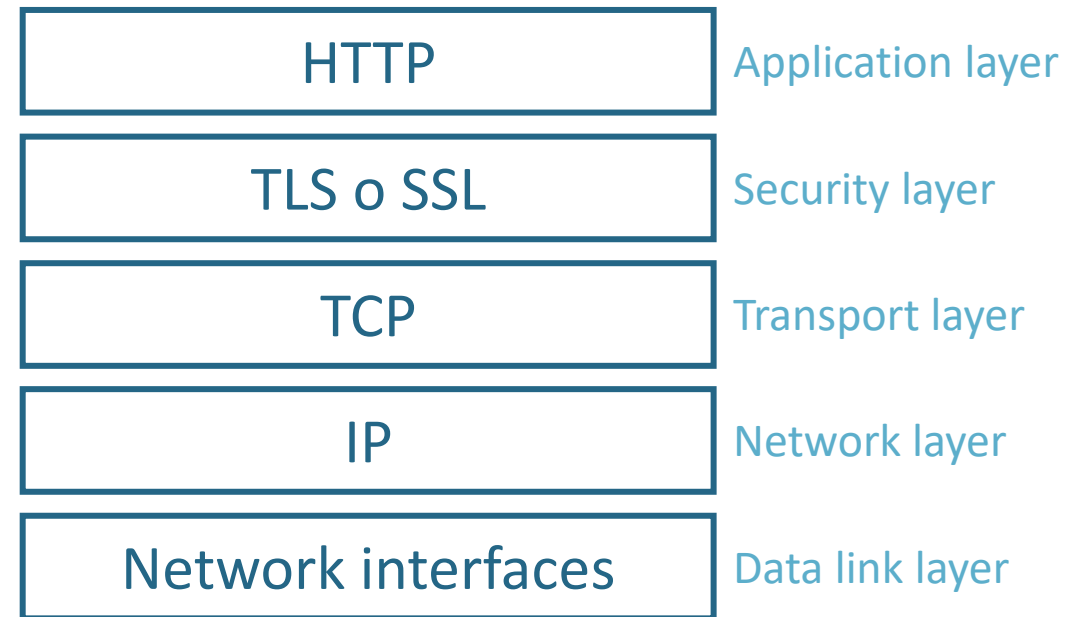 HTTP Application layer
TLS o SSL Security layer
TCP Transport layer
IP Network layer
Network interfaces Data link layer